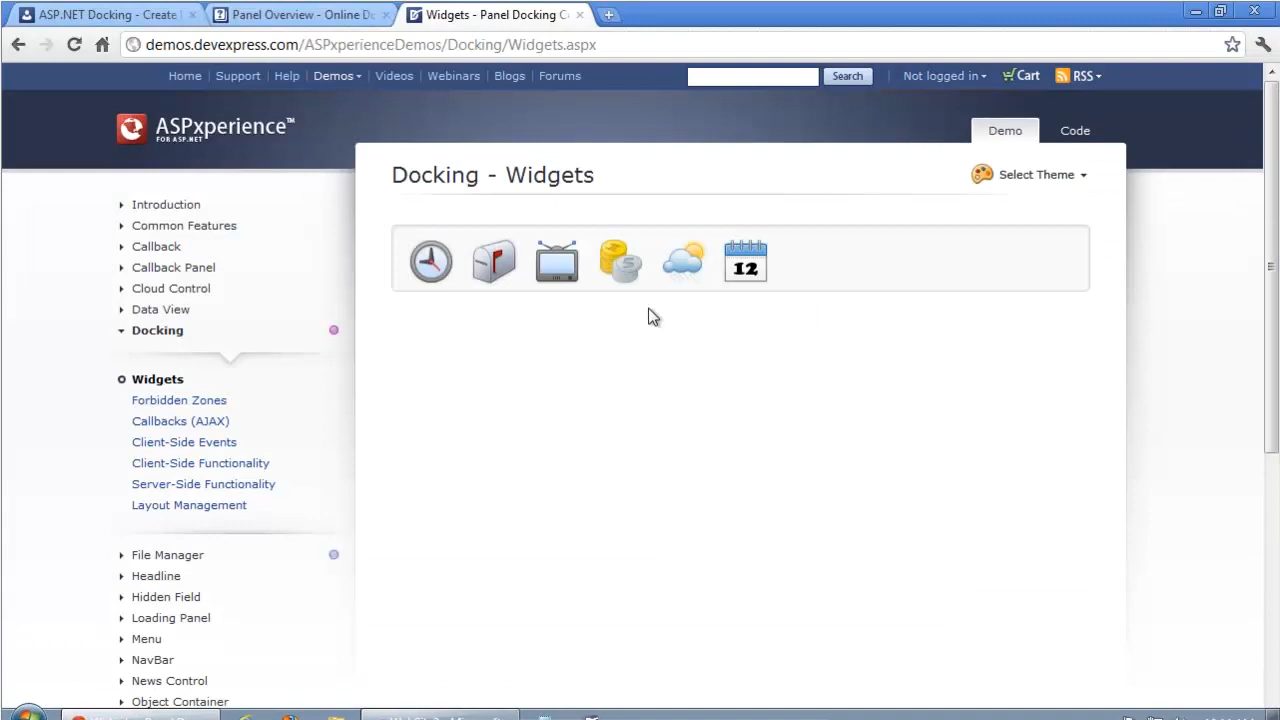 ASP.NET Docking - Create
Panel Overview - Online D
Widgets - Panel Docking C
demos.devexpress.com/ASPxperienceDemos/Docking/Widgets.aspx
Home Support Help Demos Videos Webinars Blogs Forums Search Not logged in Cart RSS
ASPxperience™
FOR ASP.NET
Demo Code
Docking - Widgets
Select Theme
12
Introduction
Common Features
Callback
Callback Panel
Cloud Control
Data View
Docking
Widgets
Forbidden Zones
Callbacks (AJAX)
Client-Side Events
Client-Side Functionality
Server-Side Functionality
Layout Management
File Manager
Headline
Hidden Field
Loading Panel
Menu
NavBar
News Control
Object Container